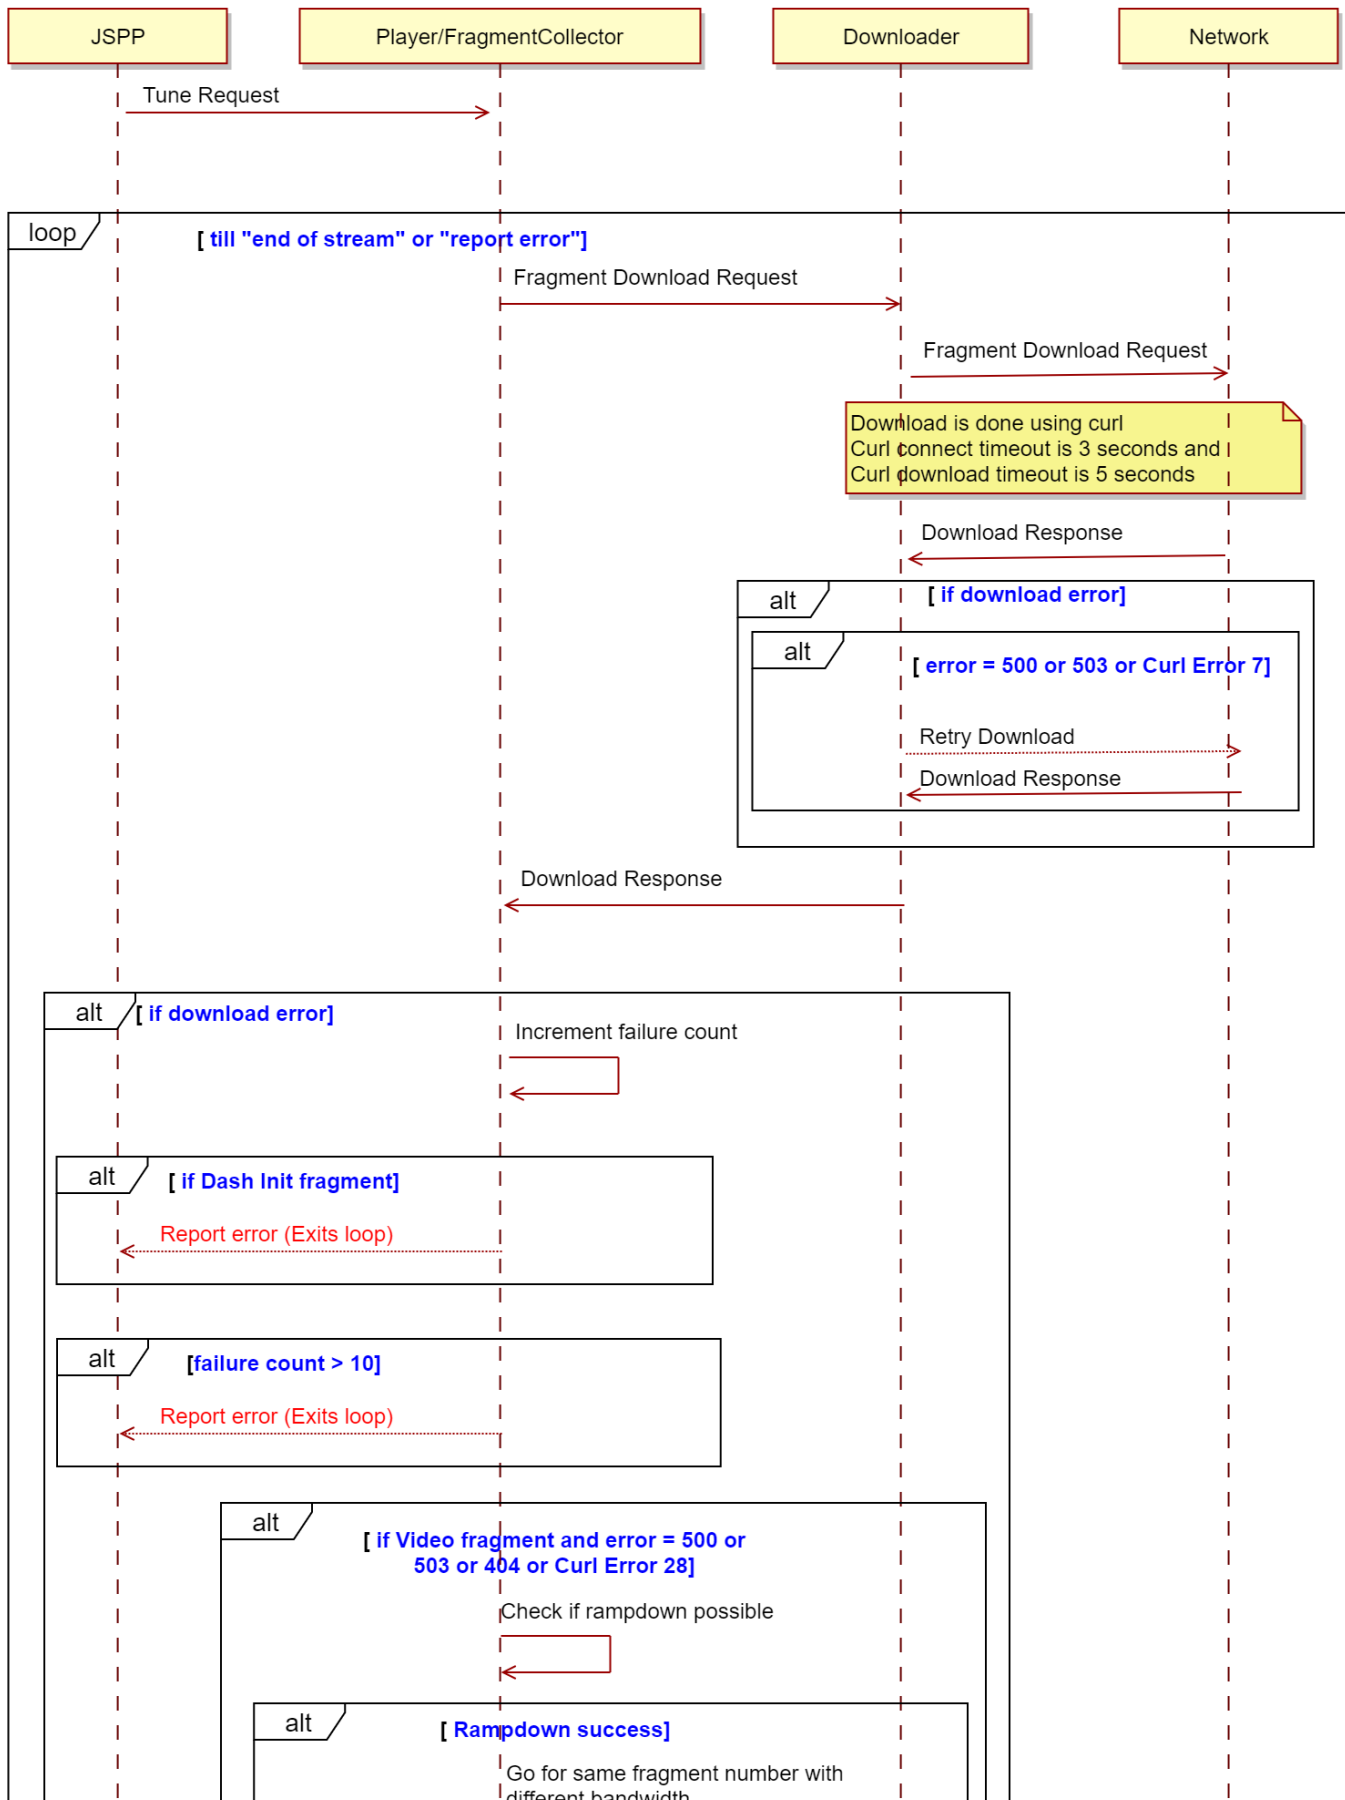 JSPP
Player/FragmentCollector
Downloader
Network
Tune Request
loop
[ till "end of stream" or "report error"]
Fragment Download Request
Fragment Download Request
Download is done using curl
Curl connect timeout is 3 seconds and
Curl download timeout is 5 seconds
Download Response
alt
[ if download error]
alt
[ error = 500 or 503 or Curl Error 7]
Retry Download
Download Response
Download Response
alt
[ if download error]
Increment failure count
alt
[ if Dash Init fragment]
Report error (Exits loop)
alt
[failure count > 10]
Report error (Exits loop)
alt
[ if Video fragment and error = 500 or
503 or 404 or Curl Error 28]
Check if rampdown possible
alt
[ Rampdown success]
Go for same fragment number with
different bandwidth